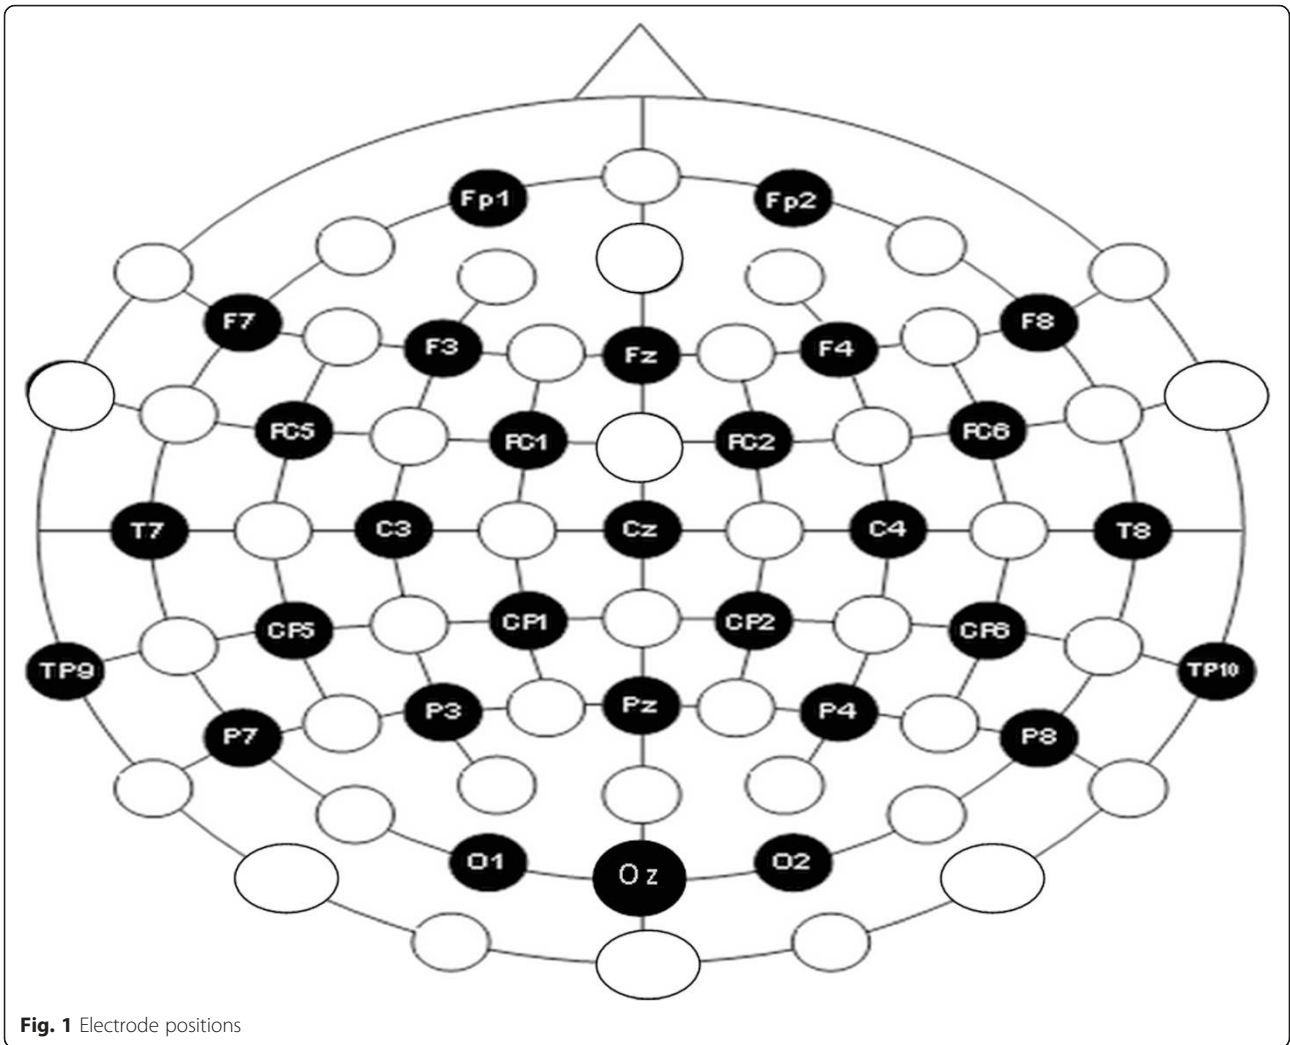 Fp1 Fp2
F7 F3 Fz F4 F8
FC5 FC1 FC2 FC6
T7 C3 Cz C4 T8
CP5 CP1 CP2 CP6
TP9 TP10
P7 P3 Pz P4 P8
O1 Oz O2
Fig. 1 Electrode positions